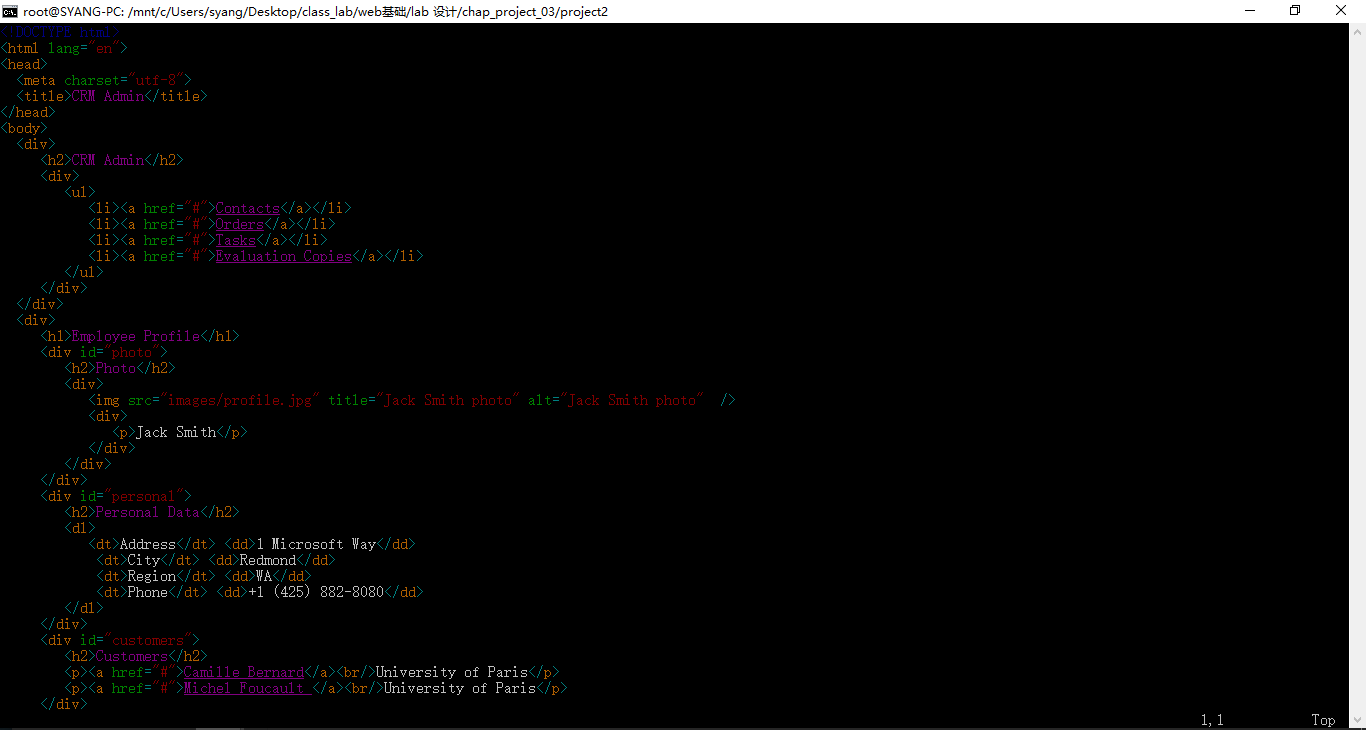 root@SYANG-PC: /mnt/c/Users/syang/Desktop/class_lab/web基础/lab 设计/chap_project_03/project2
<!DOCTYPE html>
<html lang="en">
<head>
  <meta charset="utf-8">
  <title>CRM Admin</title>
</head>
<body>
  <div>
     <h2>CRM Admin</h2>
     <div>
        <ul>
           <li><a href="#">Contacts</a></li>
           <li><a href="#">Orders</a></li>
           <li><a href="#">Tasks</a></li>
           <li><a href="#">Evaluation Copies</a></li>
        </ul>
     </div>
  </div>
  <div>
     <h1>Employee Profile</h1>
     <div id="photo">
        <h2>Photo</h2>
        <div>
           <img src="images/profile.jpg" title="Jack Smith photo" alt="Jack Smith photo"  />
           <div>
              <p>Jack Smith</p>
           </div>
        </div>
     </div>
     <div id="personal">
        <h2>Personal Data</h2>
        <dl>
           <dt>Address</dt> <dd>1 Microsoft Way</dd>
            <dt>City</dt> <dd>Redmond</dd>
            <dt>Region</dt> <dd>WA</dd>
            <dt>Phone</dt> <dd>+1 (425) 882-8080</dd>
        </dl>
     </div>
     <div id="customers">
        <h2>Customers</h2>
        <p><a href="#">Camille Bernard</a><br/>University of Paris</p>
        <p><a href="#">Michel Foucault </a><br/>University of Paris</p>
     </div>
1,1 Top